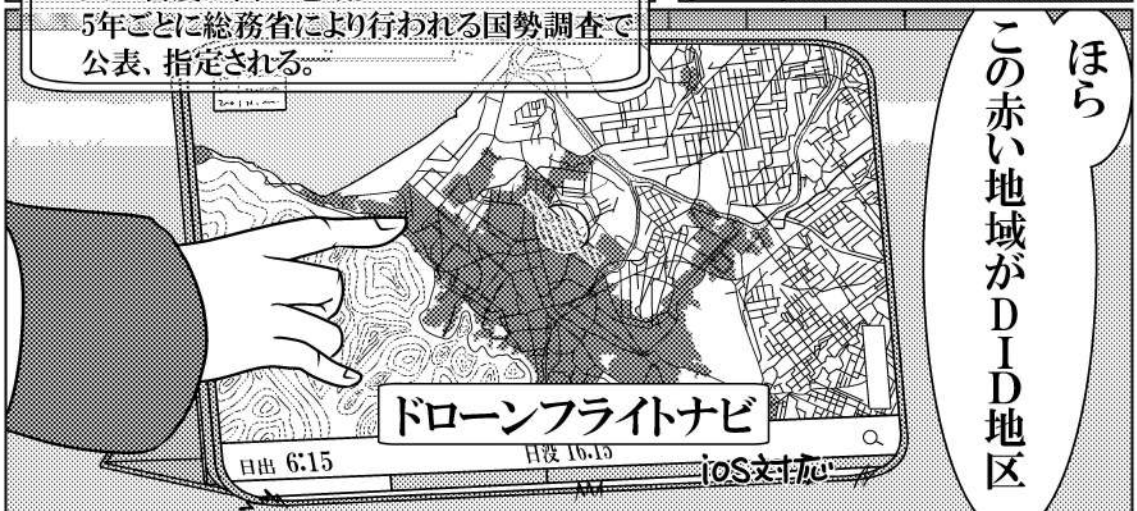 5年ごとに総務省により行われる国勢調査で
公表、指定される。
ほら
この赤い地域がDID地区
ドローンフライトナビ
日出 6:15
日没 16:15
iOS対応